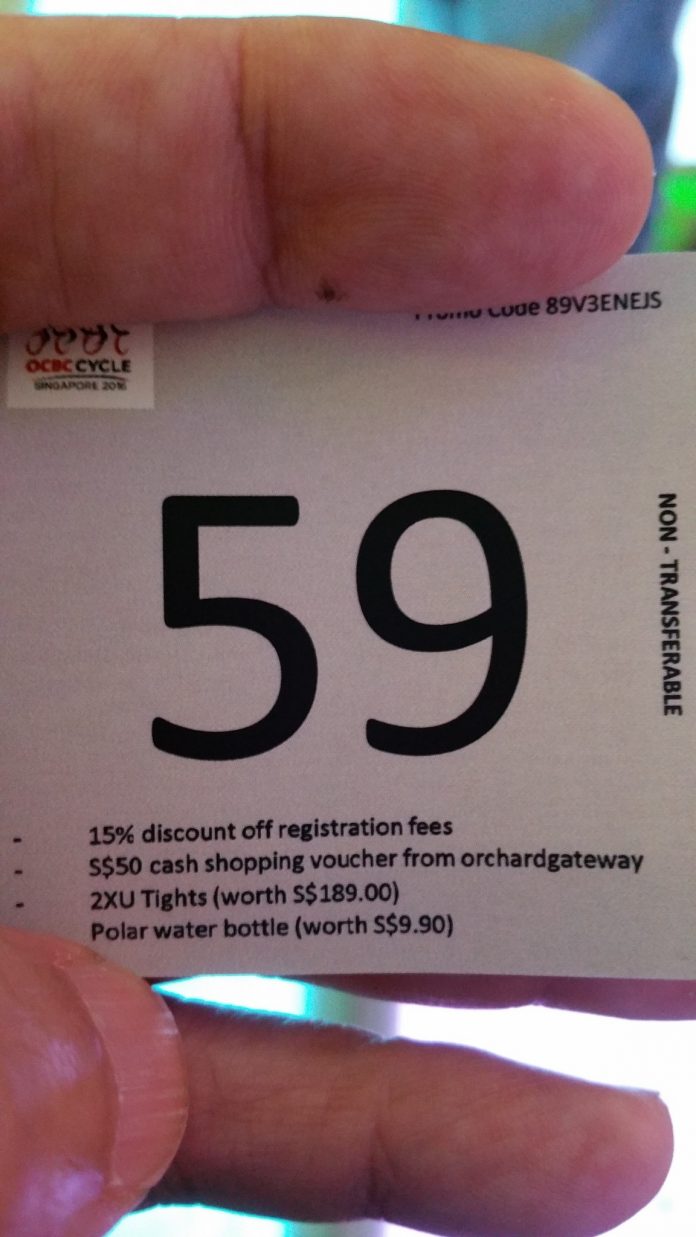 Promo Code 89V3ENEJS
OCBC CYCLE
SINGAPORE 2016
59
NON - TRANSFERABLE
- 15% discount off registration fees
- S$50 cash shopping voucher from orchardgateway
- 2XU Tights (worth S$189.00)
Polar water bottle (worth S$9.90)